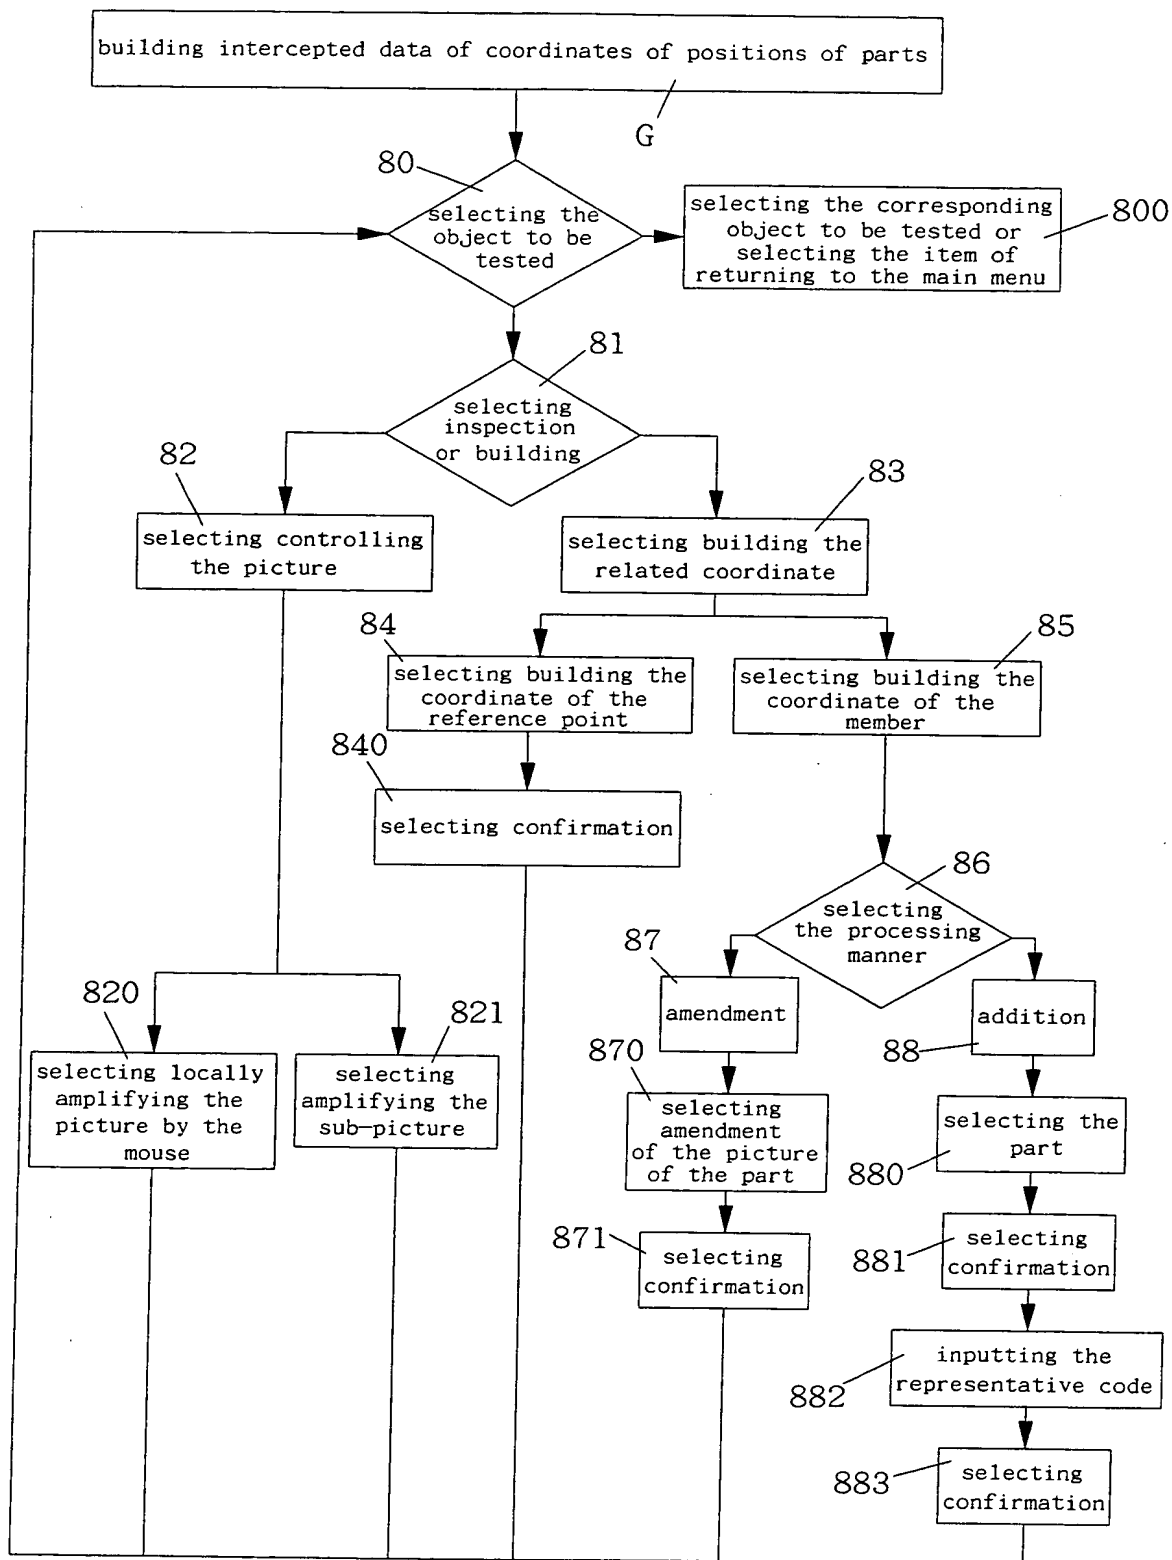 building intercepted data of coordinates of positions of parts
G
80
selecting the
object to be
tested
selecting the corresponding
object to be tested or
selecting the item of
returning to the main menu
800
81
selecting
inspection
or building
82
selecting controlling
the picture
83
selecting building the
related coordinate
84
selecting building the
coordinate of the
reference point
85
selecting building the
coordinate of the
member
840
selecting confirmation
86
selecting
the processing
manner
87
amendment
addition
88
820
selecting locally
amplifying the
picture by the
mouse
821
selecting
amplifying the
sub-picture
870
selecting
amendment
of the picture
of the part
selecting the
part
880
871
selecting
confirmation
881
selecting
confirmation
882
inputting the
representative code
883
selecting
confirmation